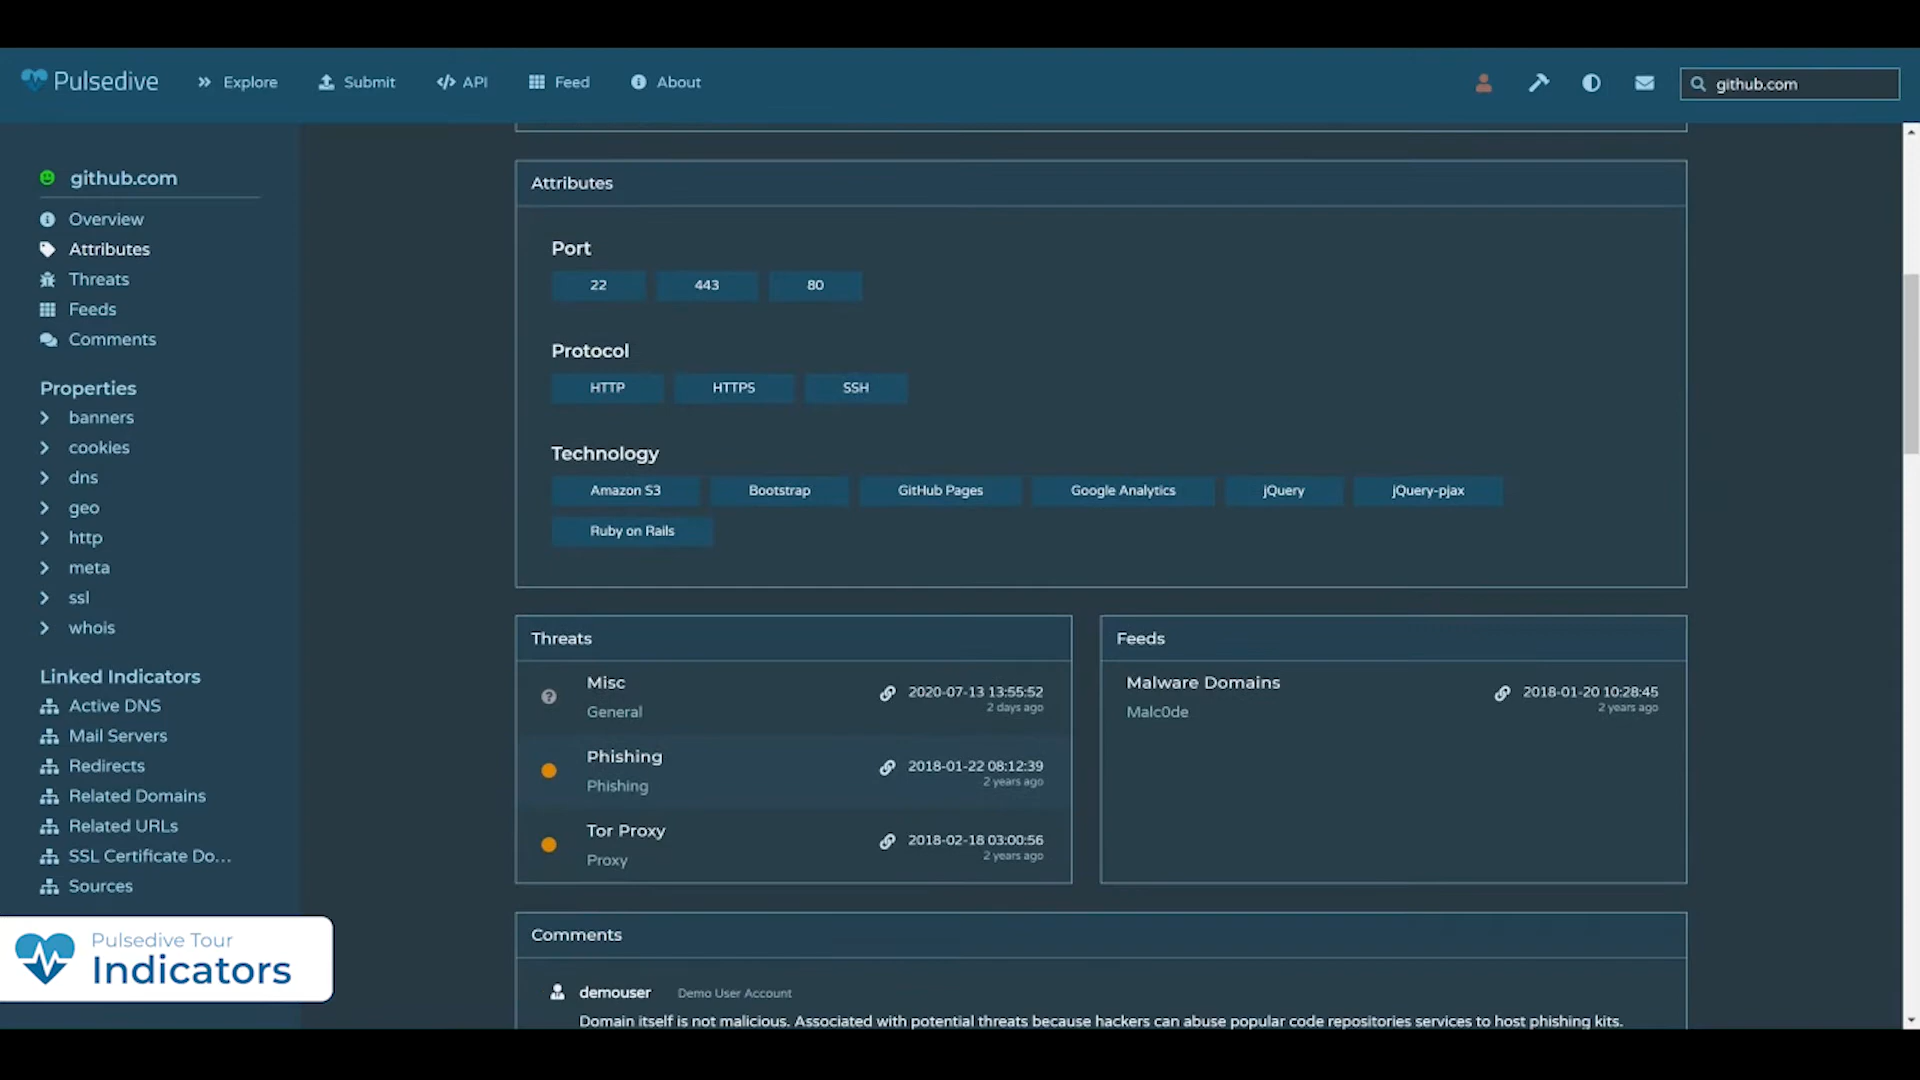 Pulsedive
Explore
Submit
API
Feed
About
github.com
github.com
Overview
Attributes
Threats
Feeds
Comments
Properties
banners
cookies
dns
geo
http
meta
ssl
whois
Linked Indicators
Active DNS
Mail Servers
Redirects
Related Domains
Related URLs
SSL Certificate Do...
Sources
Pulsedive Tour
Indicators
Attributes
Port
22 443 80
Protocol
HTTP HTTPS SSH
Technology
Amazon S3 Bootstrap GitHub Pages Google Analytics jQuery jQuery-pjax
Ruby on Rails
Threats
Misc
General
2020-07-13 13:55:52
2 days ago
Phishing
Phishing
2018-01-22 08:12:39
2 years ago
Tor Proxy
Proxy
2018-02-18 03:00:56
2 years ago
Feeds
Malware Domains
Malc0de
2018-01-20 10:28:45
2 years ago
Comments
demouser Demo User Account
Domain itself is not malicious. Associated with potential threats because hackers can abuse popular code repositories services to host phishing kits.